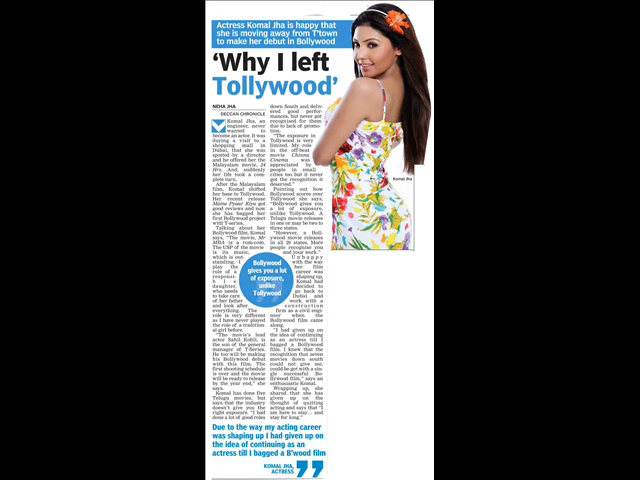 Actress Komal Jha is happy that
she is moving away from T'town
to make her debut in Bollywood
‘Why I left
Tollywood’
NEHA JHA
DECCAN CHRONICLE
Komal Jha, an
engineer, never
wanted to
become an actor. It was
during a visit to a
shopping mall in
Dubai, that she was
spotted by a director
and he offered her the
Malayalam movie, 24
Hrs. And, suddenly
her life took a com-
plete turn.
After the Malayalam
film, Komal shifted
her base to Tollywood.
Her recent release
Maine Pyaar Kiya got
good reviews and now
she has bagged her
first Bollywood project
with T-series.
Talking about her
Bollywood film, Komal
says, “The movie, Mr
MBA is a rom-com.
The USP of the movie
is its music,
which is out-
standing. I
play the
role of a
responsi-
b l e
daughter,
who needs
to take care
of her father
and look after
everything. The
role is very different
as I have never played
the role of a tradition-
al girl before.
“The movie's lead
actor Sahil Kohli, is
the son of the general
manager of T-Series.
He too will be making
his Bollywood debut
with this film. The
first shooting schedule
is over and the movie
will be ready to release
by the year end,” she
says.
Komal has done five
Telugu movies, but
says that the industry
doesn't give you the
right exposure. “I had
done a lot of good roles
down South and deliv-
ered good perfor-
mances, but never got
recognised for them
due to lack of promo-
tion.
“The exposure in
Tollywood is very
limited. My role
in the off-beat
movie Chinna
Cinema was
appreciated by
people in small
cities too but it never
got the recognition it
deserved.”
Pointing out how
Bollywood scores over
Tollywood she says,
“Bollywood gives you
a lot of exposure,
unlike Tollywood. A
Telugu movie releases
in one or may be two to
three states.
“However, a Bolly-
wood movie releases
in all 28 states. More
people recognise you
and your work.”
U n h a p p y
with the way
her film
career was
shaping up,
Komal had
decided to
go back to
Dubai and
work with a
construction
firm as a civil engi-
neer when the
Bollywood film came
along.
“I had given up on
the idea of continuing
as an actress till I
bagged a Bollywood
film. I know that the
recognition that seven
movies down south
could not give me,
could be got with a sin-
gle successful Bo-
llywood film,” says an
enthusiastic Komal.
Wrapping up, she
shared that she has
given up on the
thought of quitting
acting and says that “I
am here to stay... and
stay for long.”
Bollywood
gives you a lot
of exposure,
unlike
Tollywood
Komal Jha
Due to the way my acting career
was shaping up I had given up on
the idea of continuing as an
actress till I bagged a B'wood film
KOMAL JHA,
ACTRESS